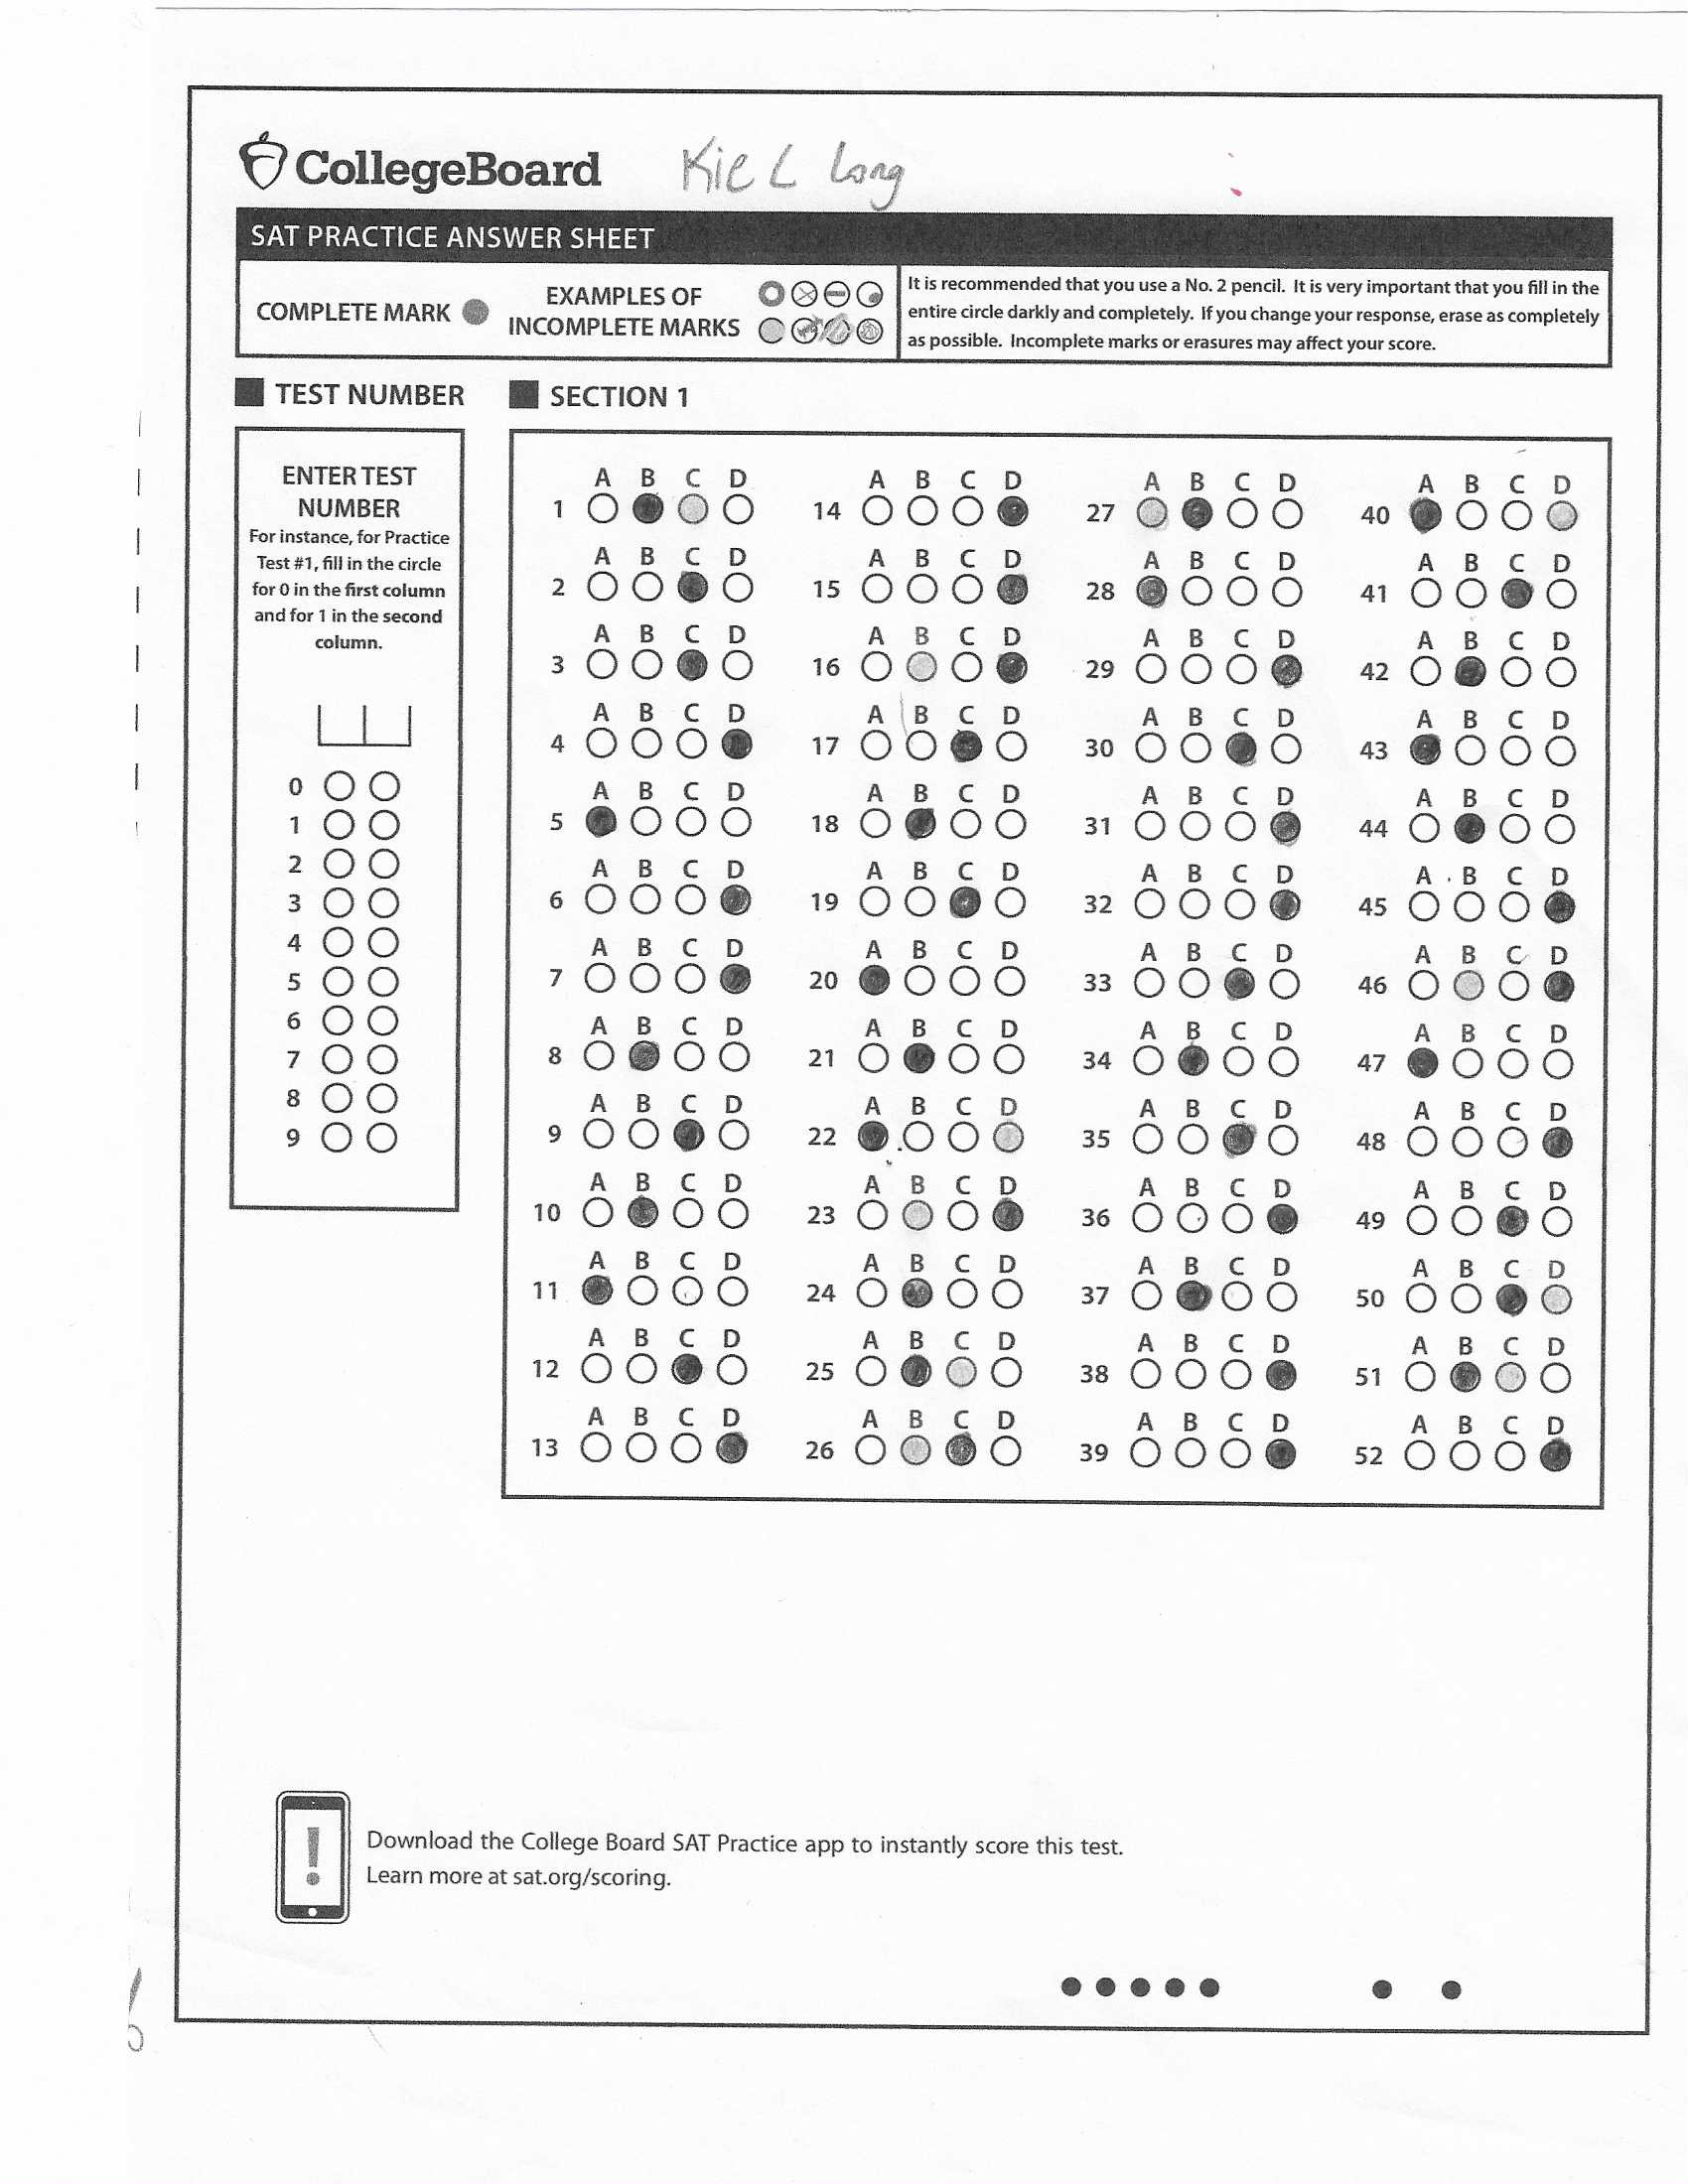 CollegeBoard Kiel Long
SAT PRACTICE ANSWER SHEET
COMPLETE MARK
EXAMPLES OF
INCOMPLETE MARKS
It is recommended that you use a No. 2 pencil. It is very important that you fill in the
entire circle darkly and completely. If you change your response, erase as completely
as possible. Incomplete marks or erasures may affect your score.
TEST NUMBER
ENTER TEST
NUMBER
For instance, for Practice
Test #1, fill in the circle
for 0 in the first column
and for 1 in the second
column.
0
1
2
3
4
5
6
7
8
9
SECTION 1
A B C D
1
A B C D
2
A B C D
3
A B C D
4
A B C D
5
A B C D
6
A B C D
7
A B C D
8
A B C D
9
A B C D
10
A B C D
11
A B C D
12
A B C D
13
A B C D
14
A B C D
15
A B C D
16
A B C D
17
A B C D
18
A B C D
19
A B C D
20
A B C D
21
A B C D
22
A B C D
23
A B C D
24
A B C D
25
A B C D
26
A B C D
27
A B C D
28
A B C D
29
A B C D
30
A B C D
31
A B C D
32
A B C D
33
A B C D
34
A B C D
35
A B C D
36
A B C D
37
A B C D
38
A B C D
39
A B C D
40
A B C D
41
A B C D
42
A B C D
43
A B C D
44
A B C D
45
A B C D
46
A B C D
47
A B C D
48
A B C D
49
A B C D
50
A B C D
51
A B C D
52
!
Download the College Board SAT Practice app to instantly score this test.
Learn more at sat.org/scoring.